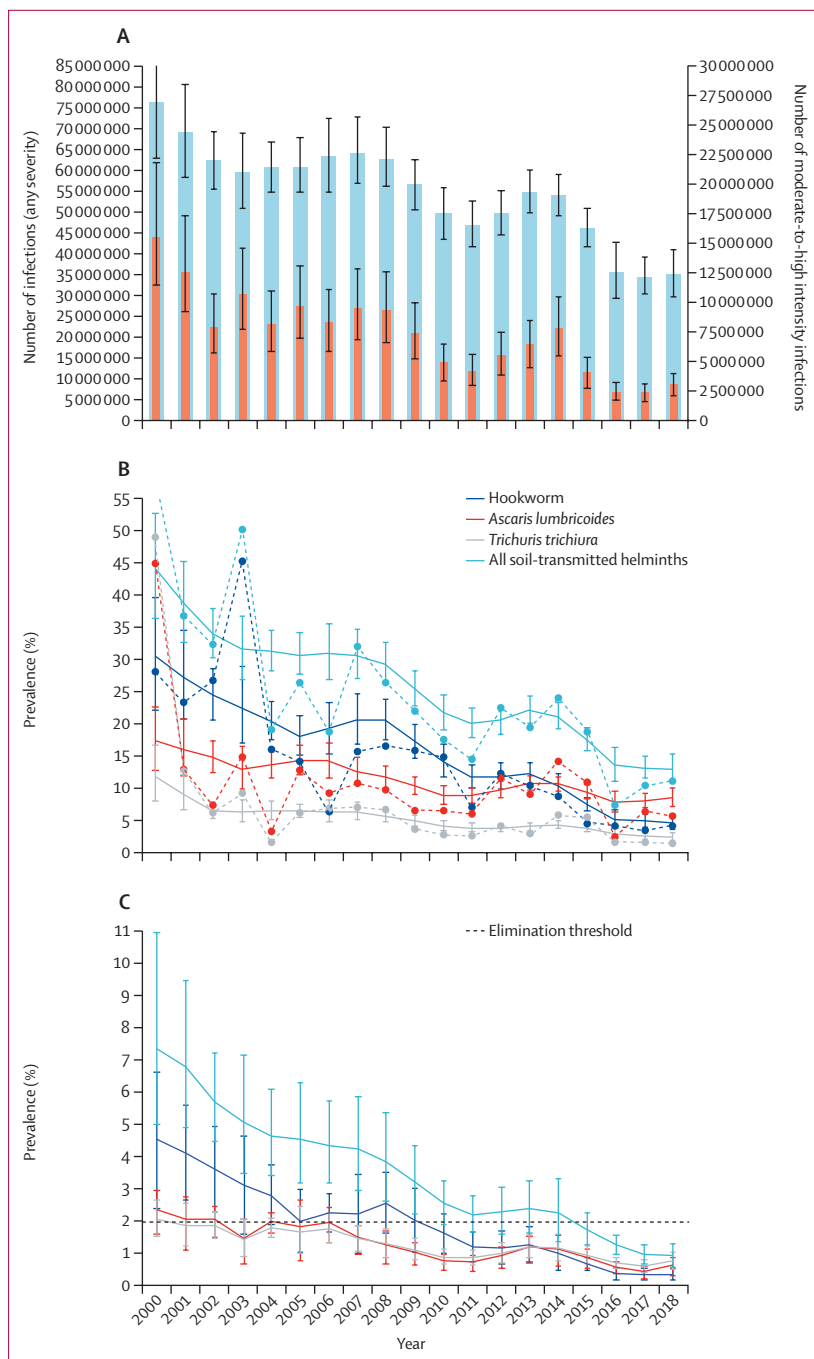 A
Number of infections (any severity)
85 000 000
80 000 000
75 000 000
70 000 000
65 000 000
60 000 000
55 000 000
50 000 000
45 000 000
40 000 000
35 000 000
30 000 000
25 000 000
20 000 000
15 000 000
10 000 000
5 000 000
0
30 000 000
27 500 000
25 000 000
22 500 000
20 000 000
17 500 000
15 000 000
12 500 000
10 000 000
7 500 000
5 000 000
2 500 000
0
Number of moderate-to-high intensity infections
B
Prevalence (%)
55
50
45
40
35
30
25
20
15
10
5
0
Hookworm
Ascaris lumbricoides
Trichuris trichiura
All soil-transmitted helminths
C
Prevalence (%)
11
10
9
8
7
6
5
4
3
2
1
0
Elimination threshold
2000
2001
2002
2003
2004
2005
2006
2007
2008
2009
2010
2011
2012
2013
2014
2015
2016
2017
2018
Year